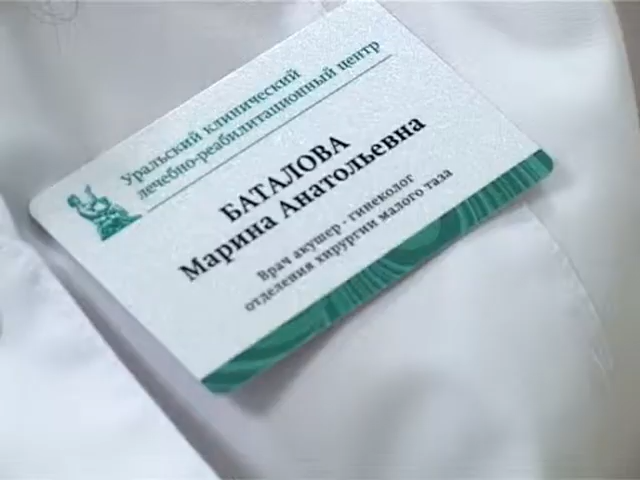 Уральский клинический
лечебно-реабилитационный центр
БАТАЛОВА
Марина Анатольевна
Врач акушер - гинеколог
отделения хирургии малого таза